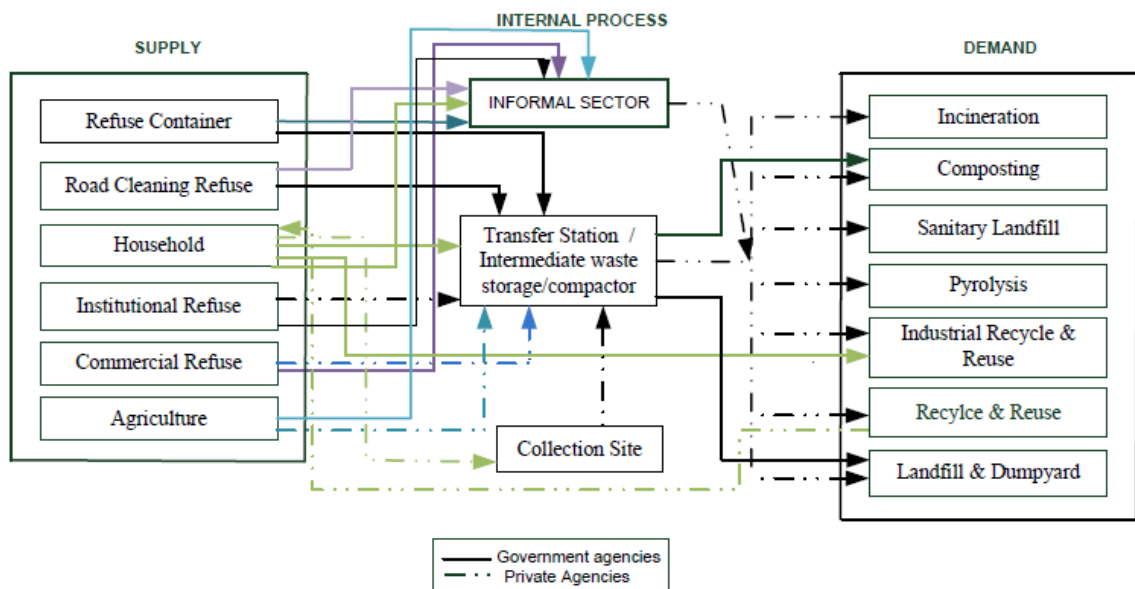 INTERNAL PROCESS
SUPPLY
DEMAND
Refuse Container
Road Cleaning Refuse
Household
Institutional Refuse
Commercial Refuse
Agriculture
INFORMAL SECTOR
Transfer Station /
Intermediate waste
storage/compactor
Collection Site
Incineration
Composting
Sanitary Landfill
Pyrolysis
Industrial Recycle &
Reuse
Recylce & Reuse
Landfill & Dumpyard
Government agencies
Private Agencies